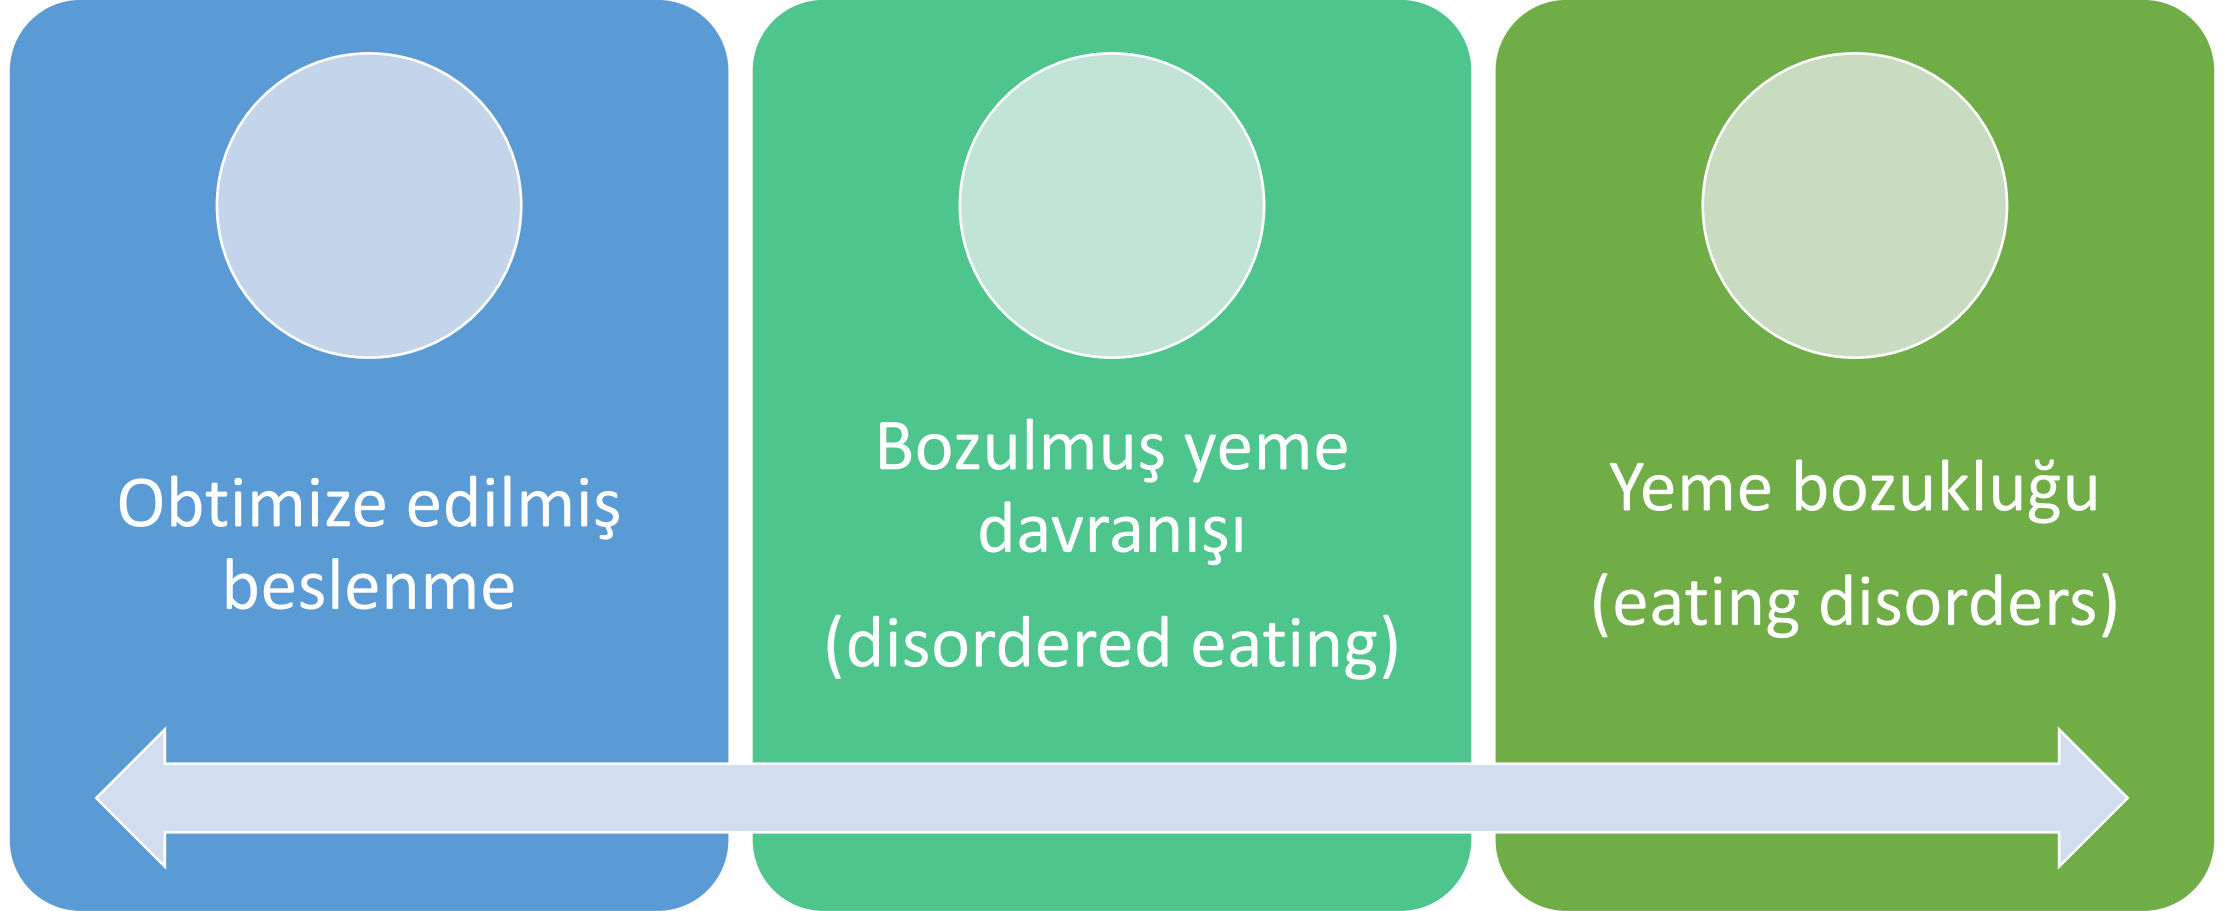 Obtimize edilmiş
beslenme
Bozulmuş yeme
davranışı
(disordered eating)
Yeme bozukluğu
(eating disorders)